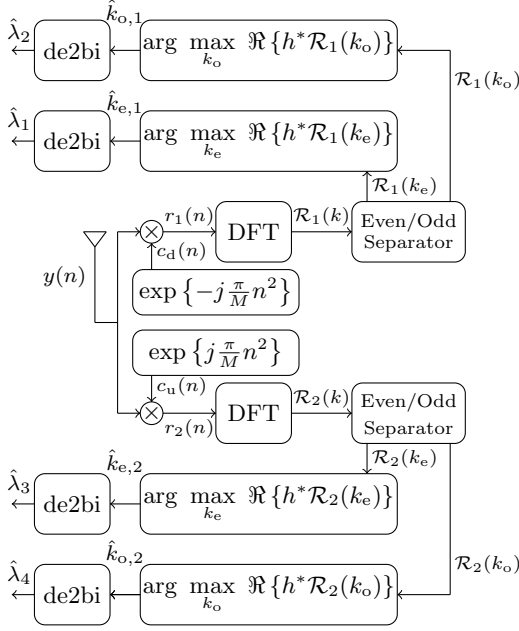 λ̂₂ de2bi k̂ₒ,₁ arg max ℜ{h*ℛ₁(kₒ)}
kₒ
ℛ₁(kₒ)
λ̂₁ de2bi k̂ₑ,₁ arg max ℜ{h*ℛ₁(kₑ)}
kₑ
ℛ₁(kₑ)
r₁(n) DFT ℛ₁(k) Even/Odd
Separator
×
c_d(n)
y(n)
exp{−j π/M n²}
exp{j π/M n²}
c_u(n)
×
r₂(n) DFT ℛ₂(k) Even/Odd
Separator
ℛ₂(kₑ)
λ̂₃ de2bi k̂ₑ,₂ arg max ℜ{h*ℛ₂(kₑ)}
kₑ
ℛ₂(kₒ)
λ̂₄ de2bi k̂ₒ,₂ arg max ℜ{h*ℛ₂(kₒ)}
kₒ